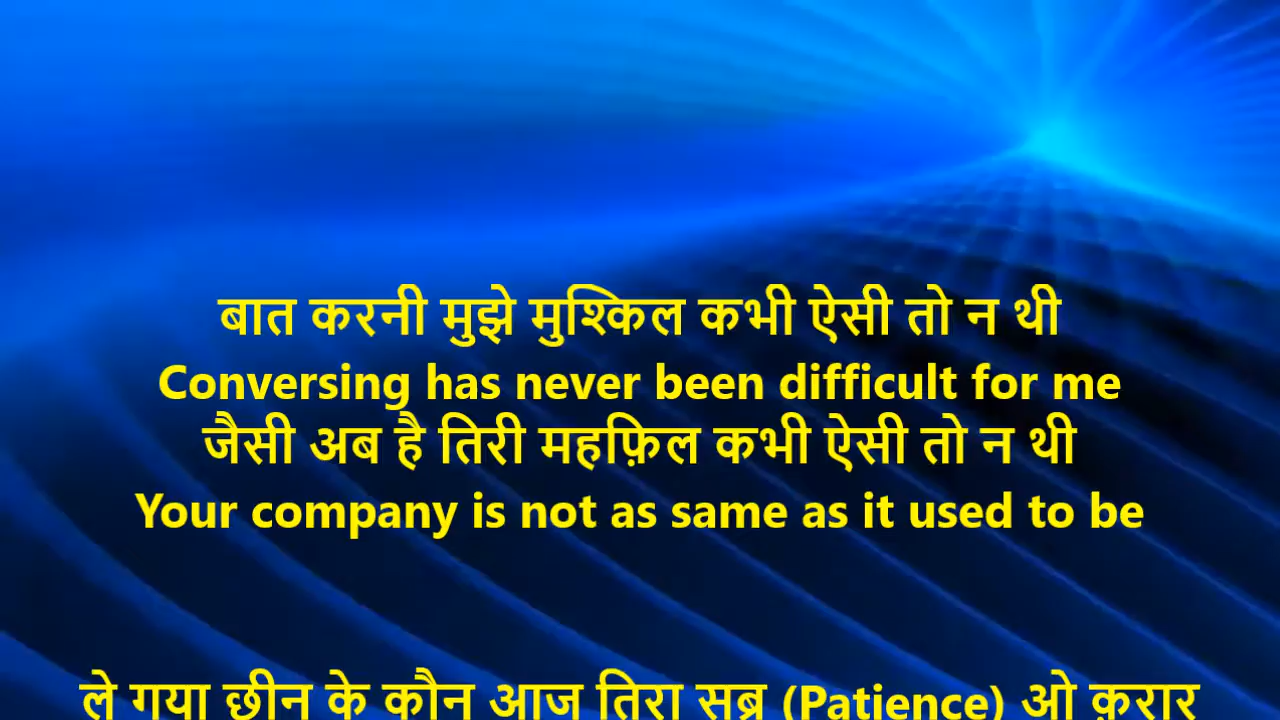 बात करनी मुझे मुश्किल कभी ऐसी तो न थी
Conversing has never been difficult for me
जैसी अब है तिरी महफ़िल कभी ऐसी तो न थी
Your company is not as same as it used to be
ले गया छीन के कौन आज तिरा सब्र (Patience) ओ क़रार